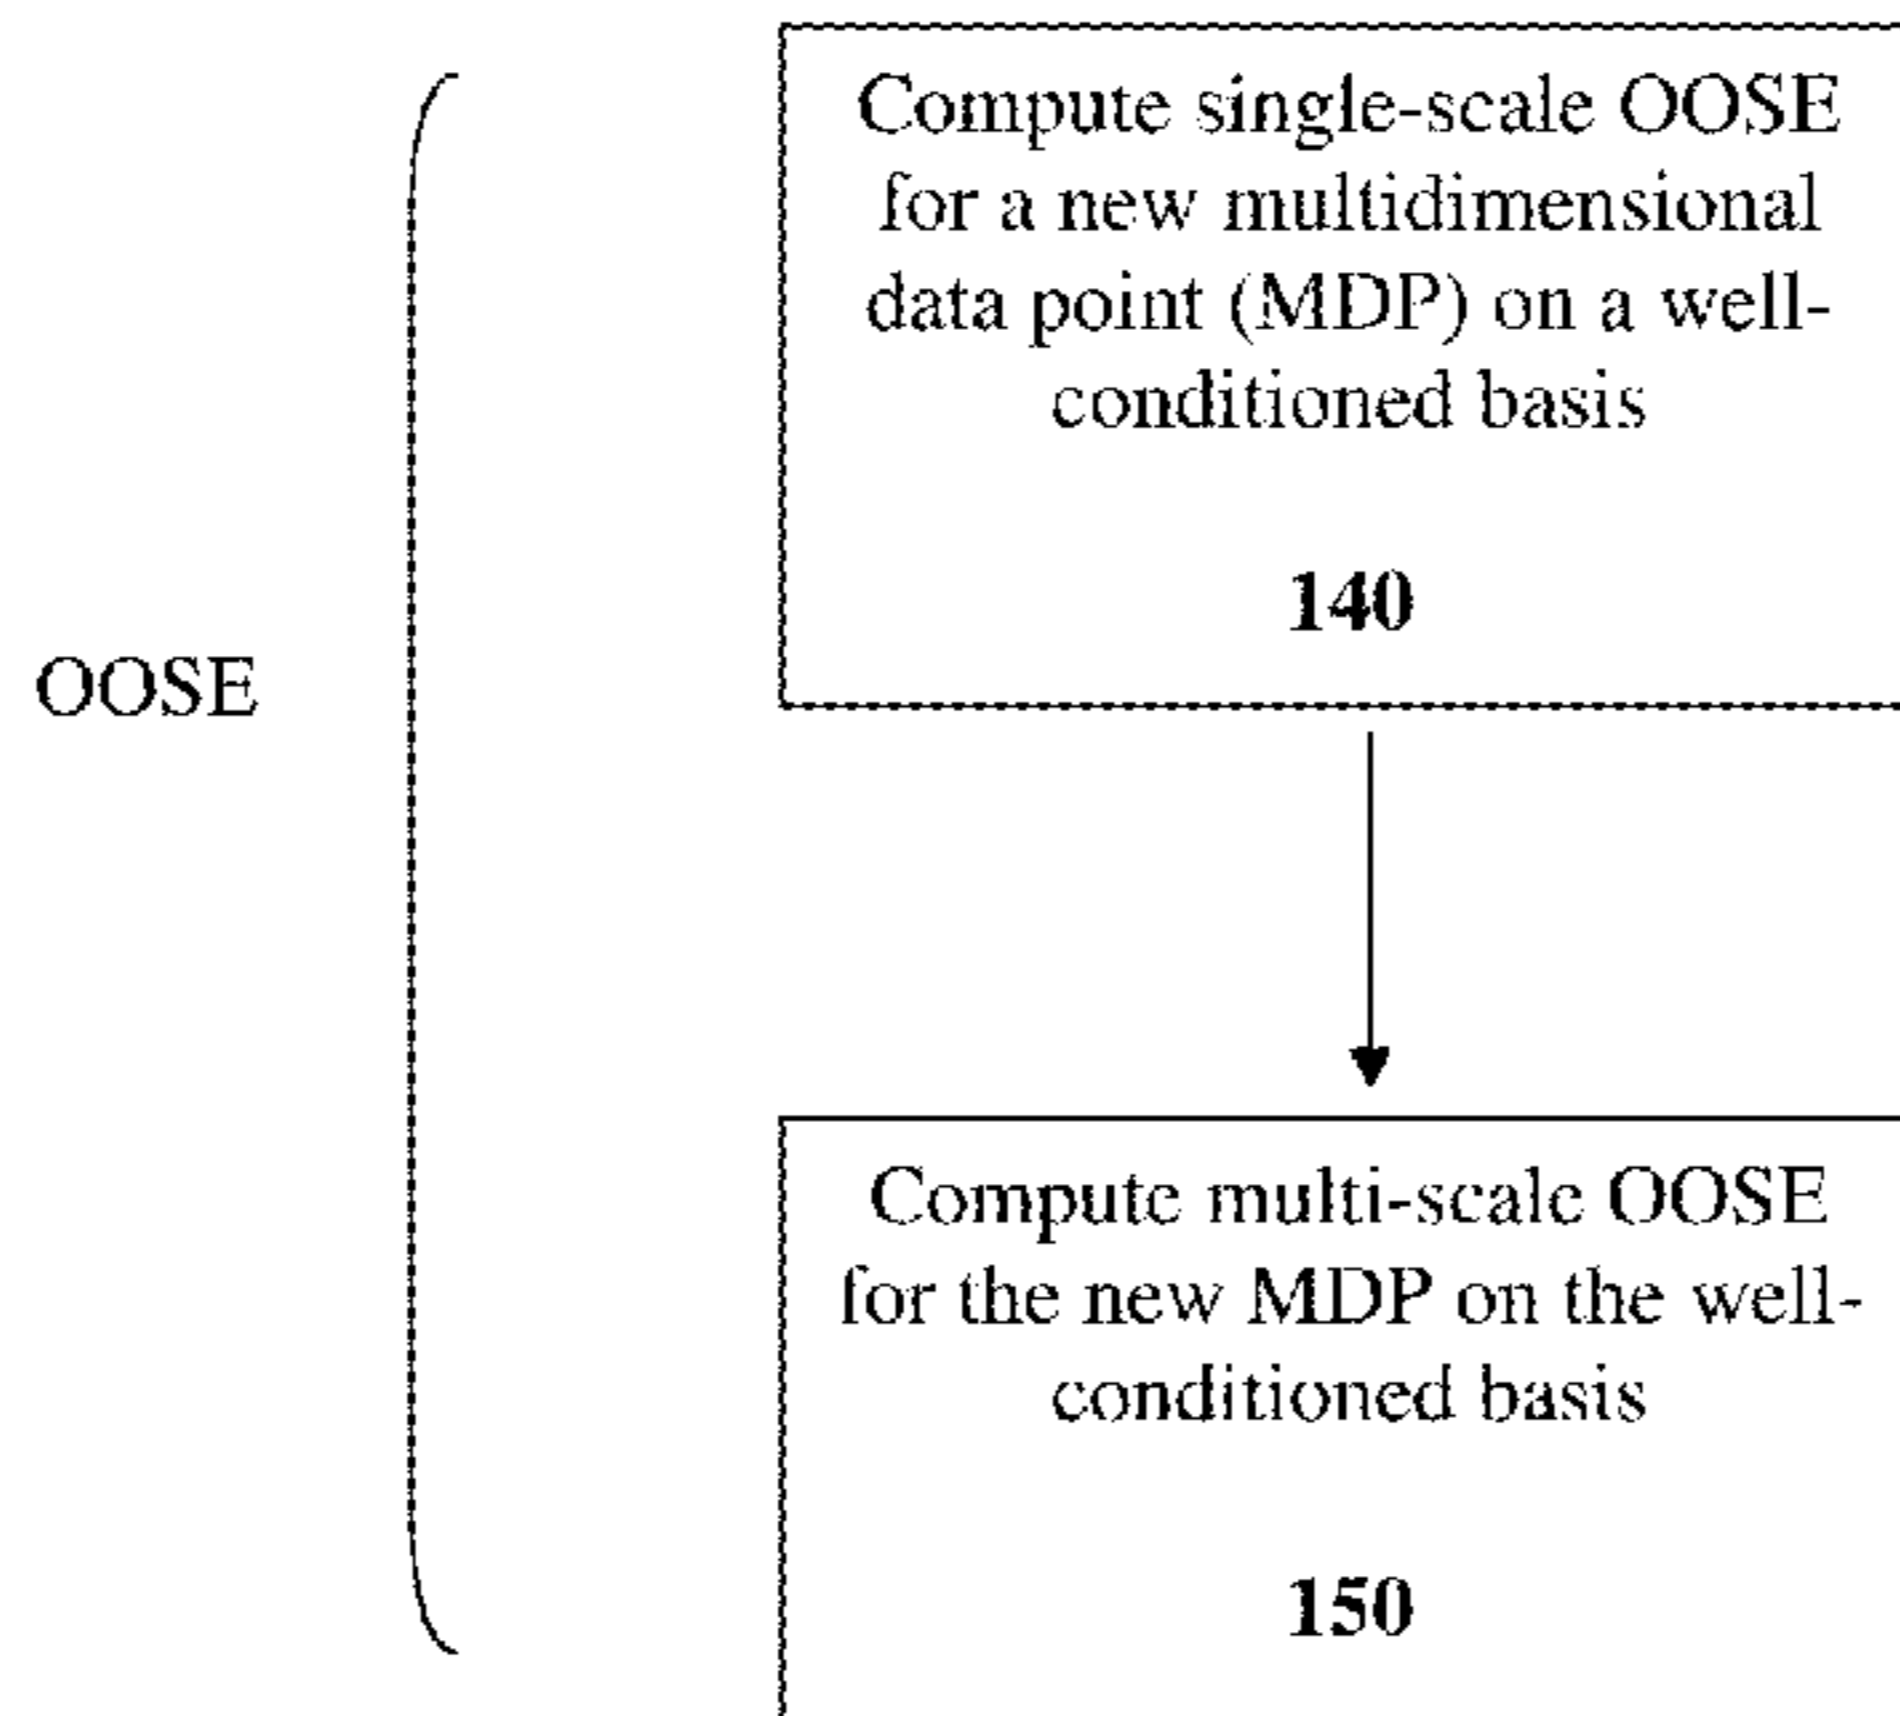 OOSE
Compute single-scale OOSE
for a new multidimensional
data point (MDP) on a well-
conditioned basis
140
Compute multi-scale OOSE
for the new MDP on the well-
conditioned basis
150